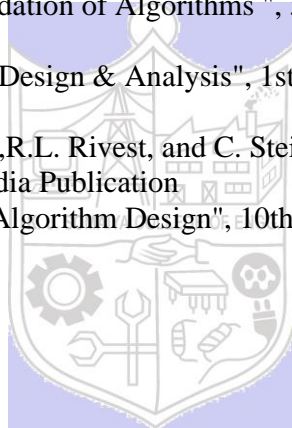 dation of Algorithms ",
Design & Analysis", 1st
,R.L. Rivest, and C. Stei
dia Publication
Algorithm Design", 10th